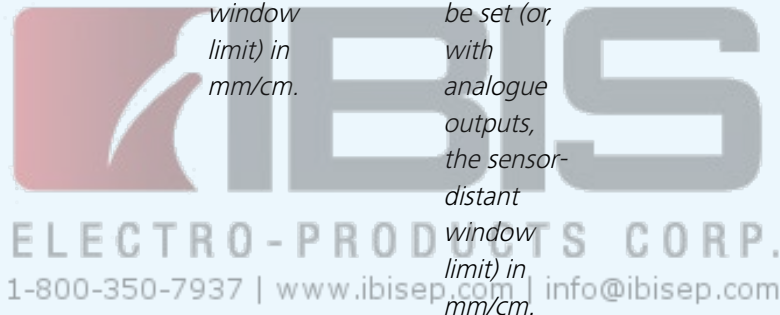 window
limit) in
mm/cm.
be set (or,
with
analogue
outputs,
the sensor-
distant
window
limit) in
mm/cm.
IBIS
ELECTRO-PRODUCTS CORP.
1-800-350-7937 | www.ibisep.com | info@ibisep.com